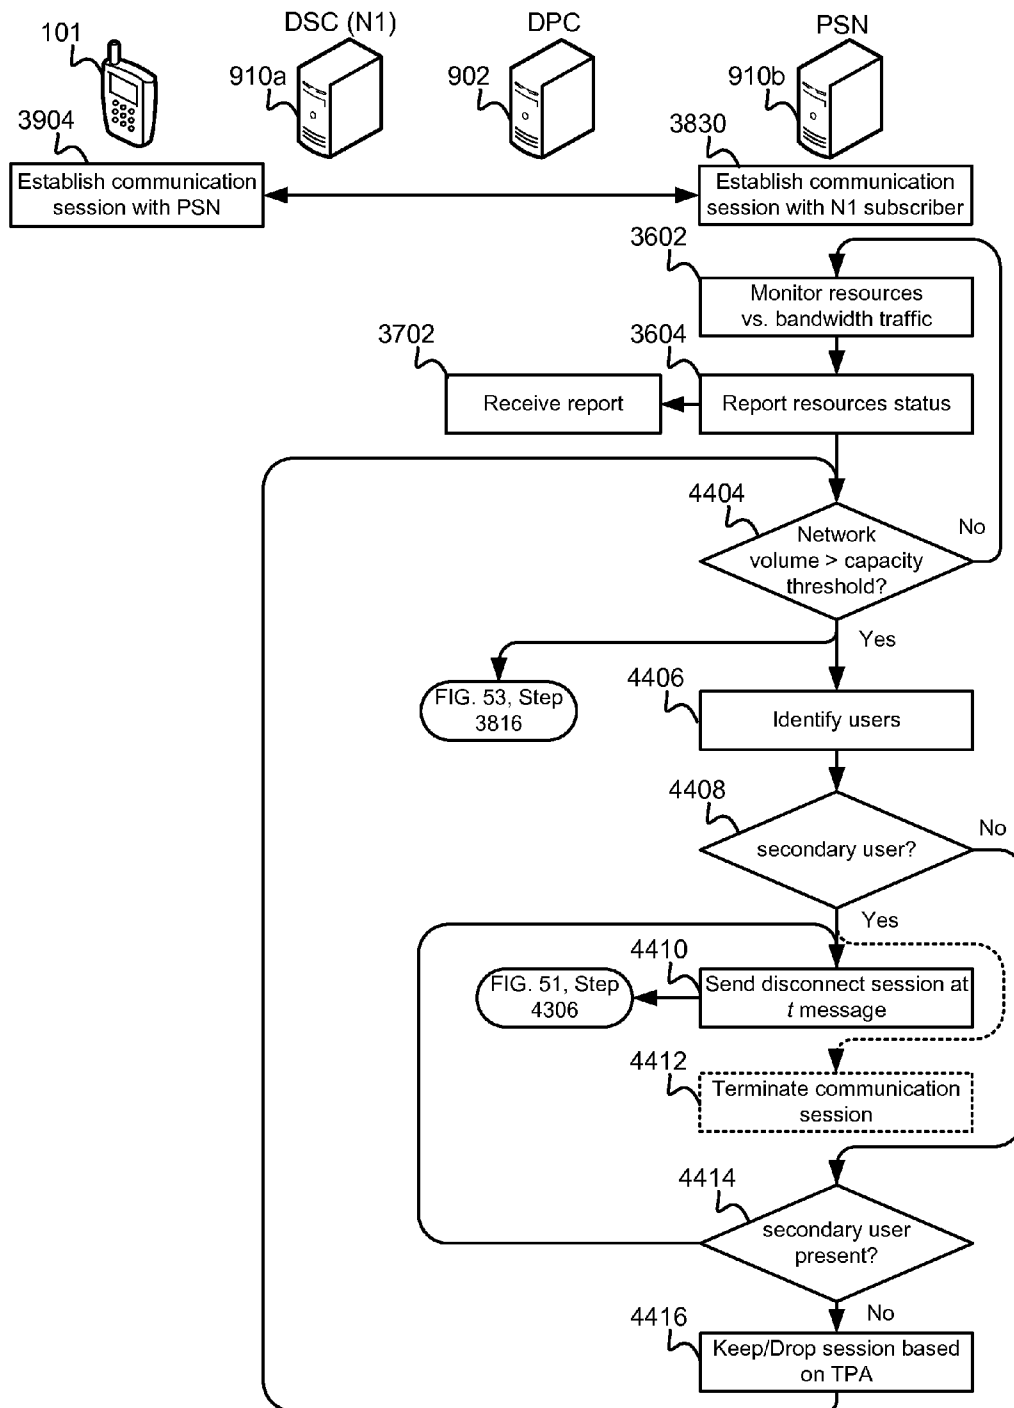 101
DSC (N1)
DPC
PSN
910a
902
910b
3904
3830
Establish communication
session with PSN
Establish communication
session with N1 subscriber
3602
Monitor resources
vs. bandwidth traffic
3702
3604
Receive report
Report resources status
4404
No
Network
volume > capacity
threshold?
Yes
FIG. 53, Step
3816
4406
Identify users
4408
No
secondary user?
Yes
4410
FIG. 51, Step
4306
Send disconnect session at
t message
4412
Terminate communication
session
4414
secondary user
present?
No
4416
Keep/Drop session based
on TPA